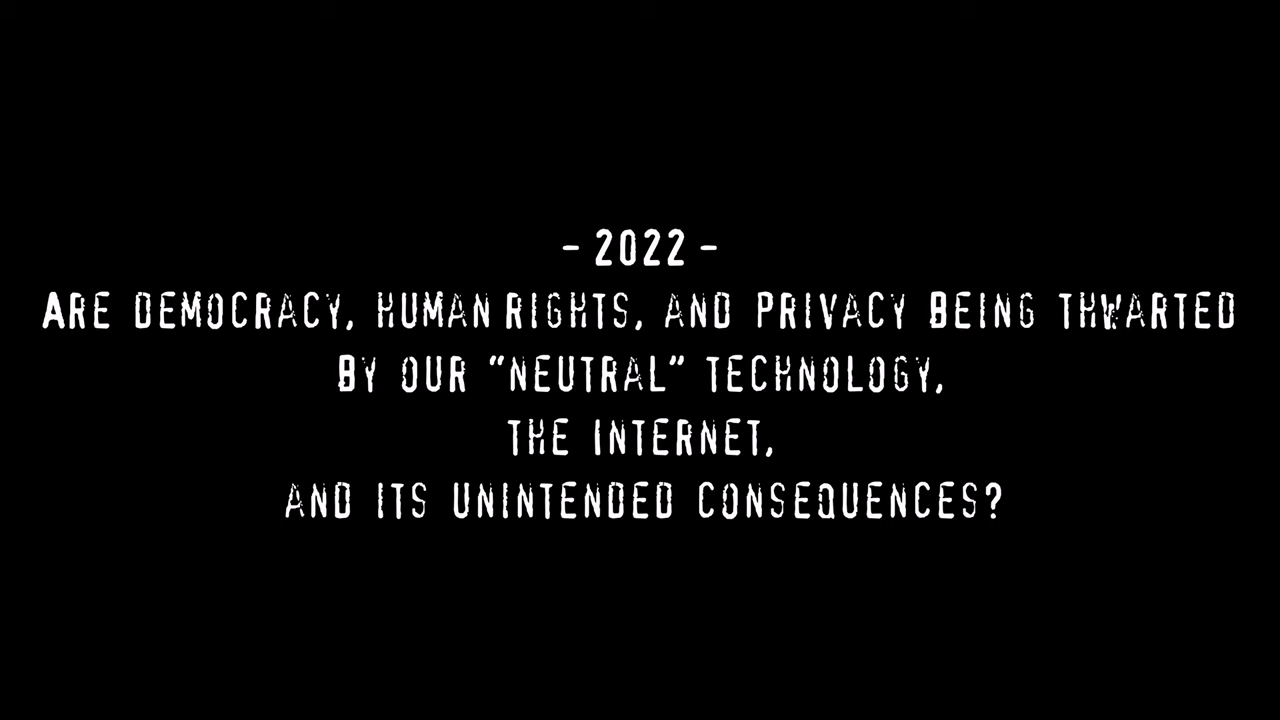 - 2022 -
ARE DEMOCRACY, HUMAN RIGHTS, AND PRIVACY BEING THWARTED
BY OUR "NEUTRAL" TECHNOLOGY,
THE INTERNET,
AND ITS UNINTENDED CONSEQUENCES?